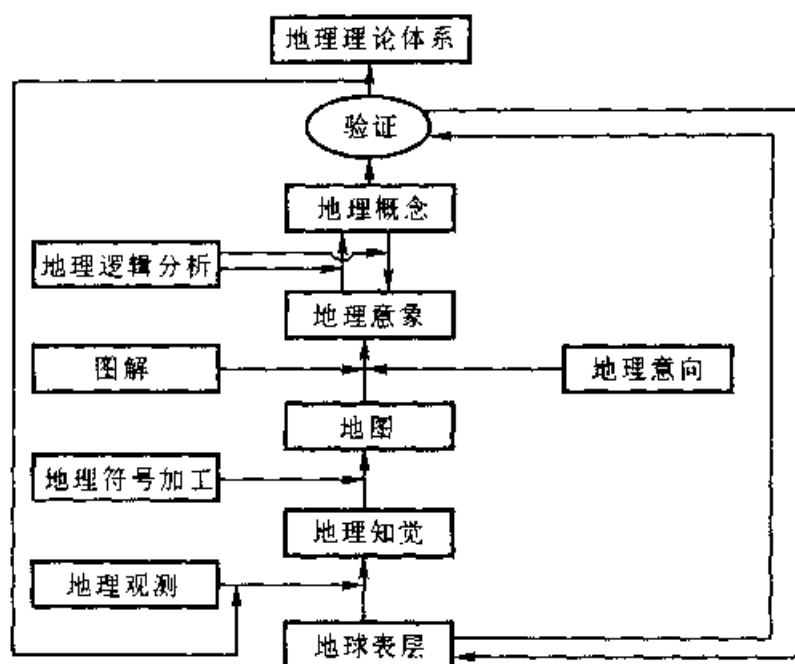 地理理论体系
验证
地理概念
地理逻辑分析
地理意象
图解
地理意向
地图
地理符号加工
地理知觉
地理观测
地球表层